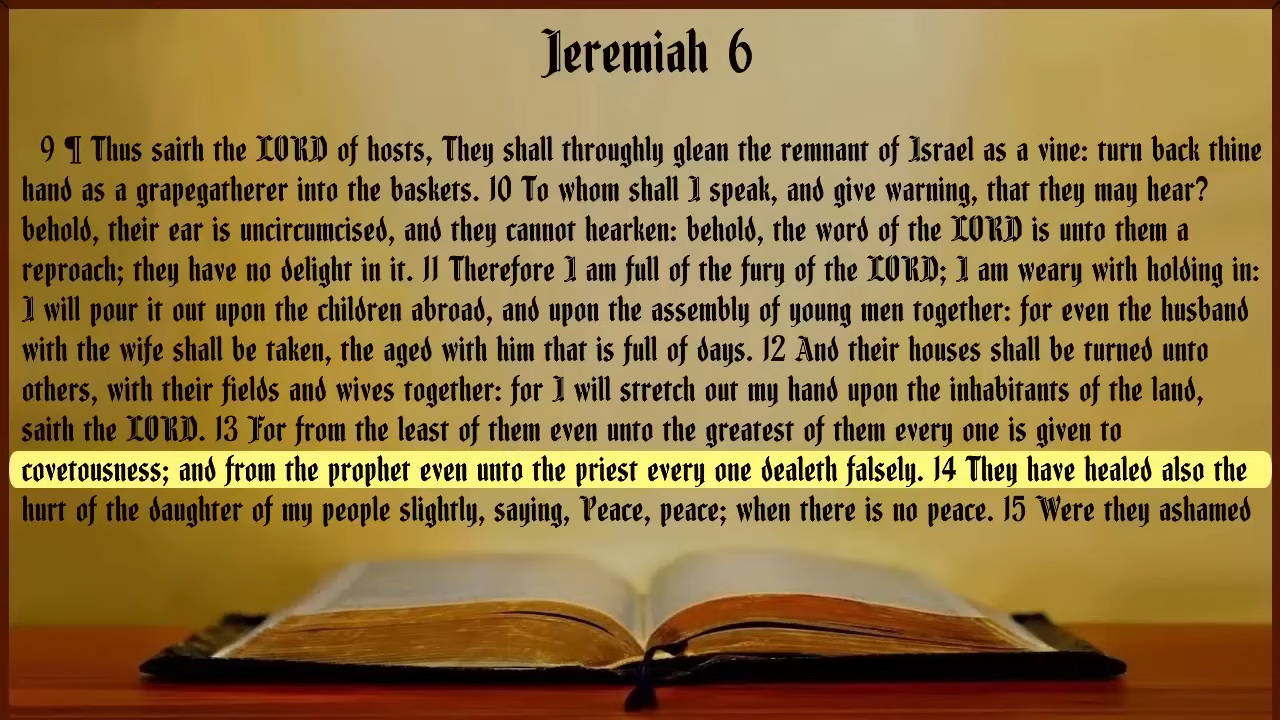 Jeremiah 6
9 ¶ Thus saith the LORD of hosts, They shall throughly glean the remnant of Israel as a vine: turn back thine
hand as a grapegatherer into the baskets. 10 To whom shall I speak, and give warning, that they may hear?
behold, their ear is uncircumcised, and they cannot hearken: behold, the word of the LORD is unto them a
reproach; they have no delight in it. 11 Therefore I am full of the fury of the LORD; I am weary with holding in:
I will pour it out upon the children abroad, and upon the assembly of young men together: for even the husband
with the wife shall be taken, the aged with him that is full of days. 12 And their houses shall be turned unto
others, with their fields and wives together: for I will stretch out my hand upon the inhabitants of the land,
saith the LORD. 13 For from the least of them even unto the greatest of them every one is given to
covetousness; and from the prophet even unto the priest every one dealeth falsely. 14 They have healed also the
hurt of the daughter of my people slightly, saying, Peace, peace; when there is no peace. 15 Were they ashamed